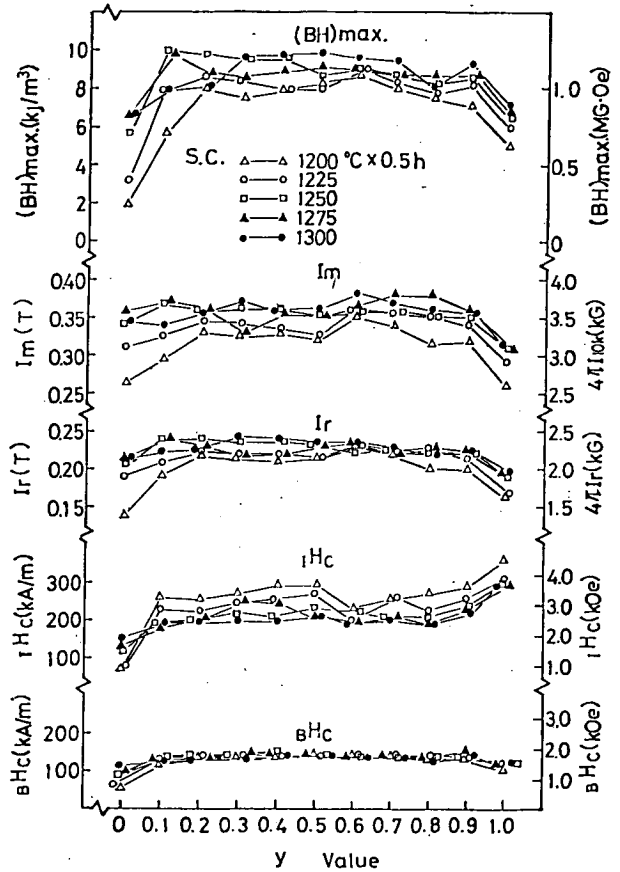 (BH)max.
10
8
6
4
2
0
(BH)max.(kj/m³)
1.0
0.5
0
(BH)max(MG·Oe)
S.C.
1200 °C × 0.5h
1225
1250
1275
1300
Im
0.40
0.35
0.30
0.25
Im(T)
4.0
3.5
3.0
2.5
4πI10k(kG)
Ir
0.25
0.20
0.15
Ir(T)
2.5
2.0
1.5
4πIr(kG)
IHc
300
200
100
IHc(kA/m)
4.0
3.0
2.0
1.0
IHc(kOe)
BHc
200
100
BHc(kA/m)
3.0
2.0
1.0
BHc(kOe)
0 0.1 0.2 0.3 0.4 0.5 0.6 0.7 0.8 0.9 1.0
y Value